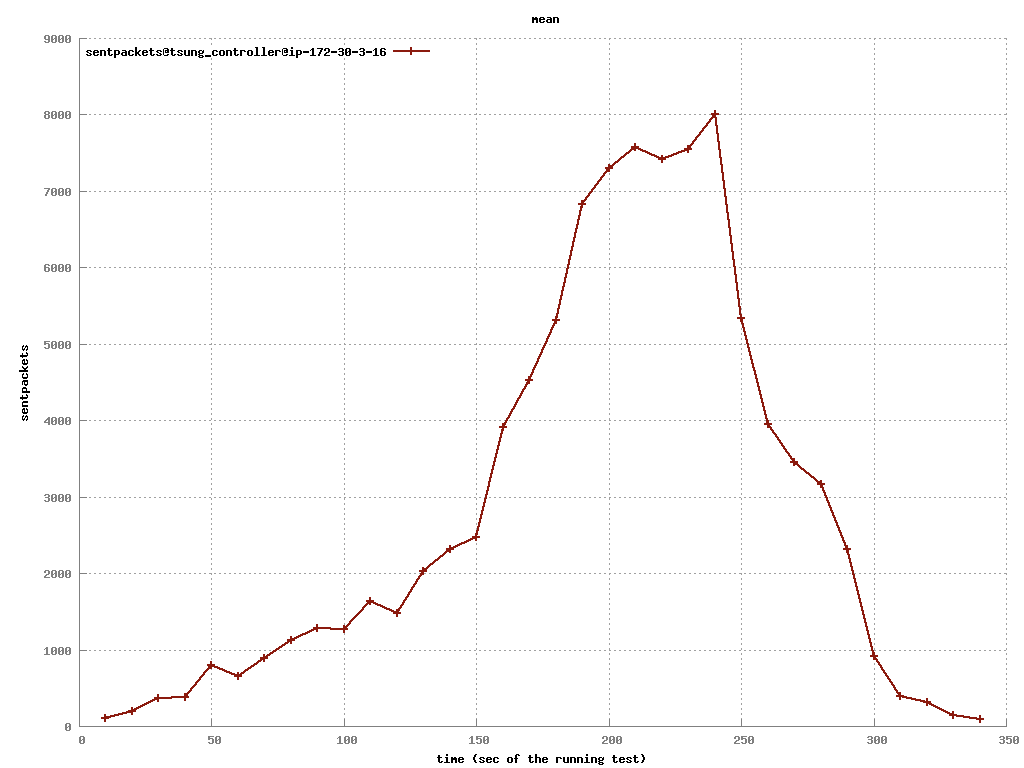 mean
9000
sentpackets@tsung_controller@ip-172-30-3-16
8000
7000
6000
5000
4000
3000
2000
1000
0
sentpackets
0 50 100 150 200 250 300 350
time (sec of the running test)